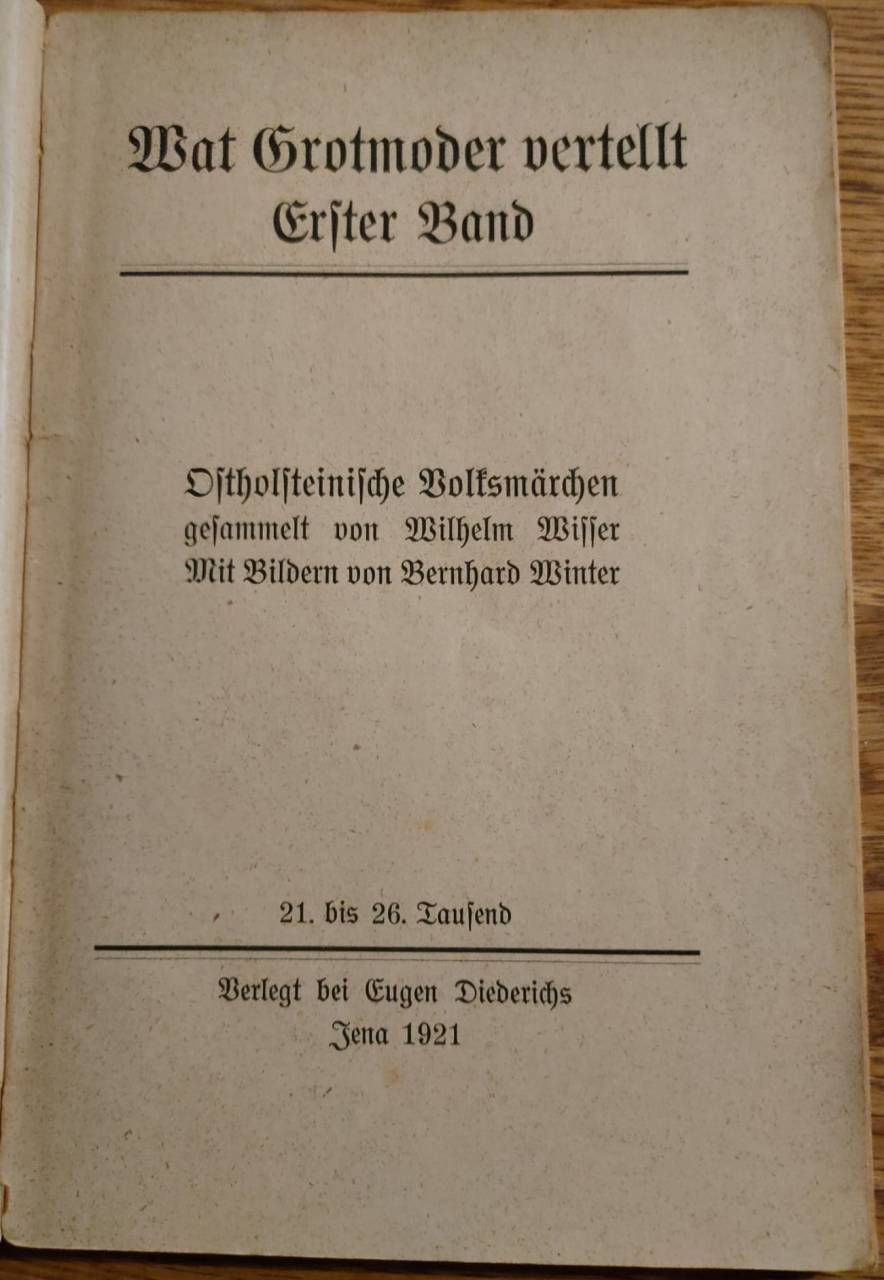 Wat Grotmoder vertellt
Erſter Band
Oſtholſteiniſche Volksmärchen
geſammelt von Wilhelm Wiſſer
Mit Bildern von Bernhard Winter
21. bis 26. Tauſend
Verlegt bei Eugen Diederichs
Jena 1921